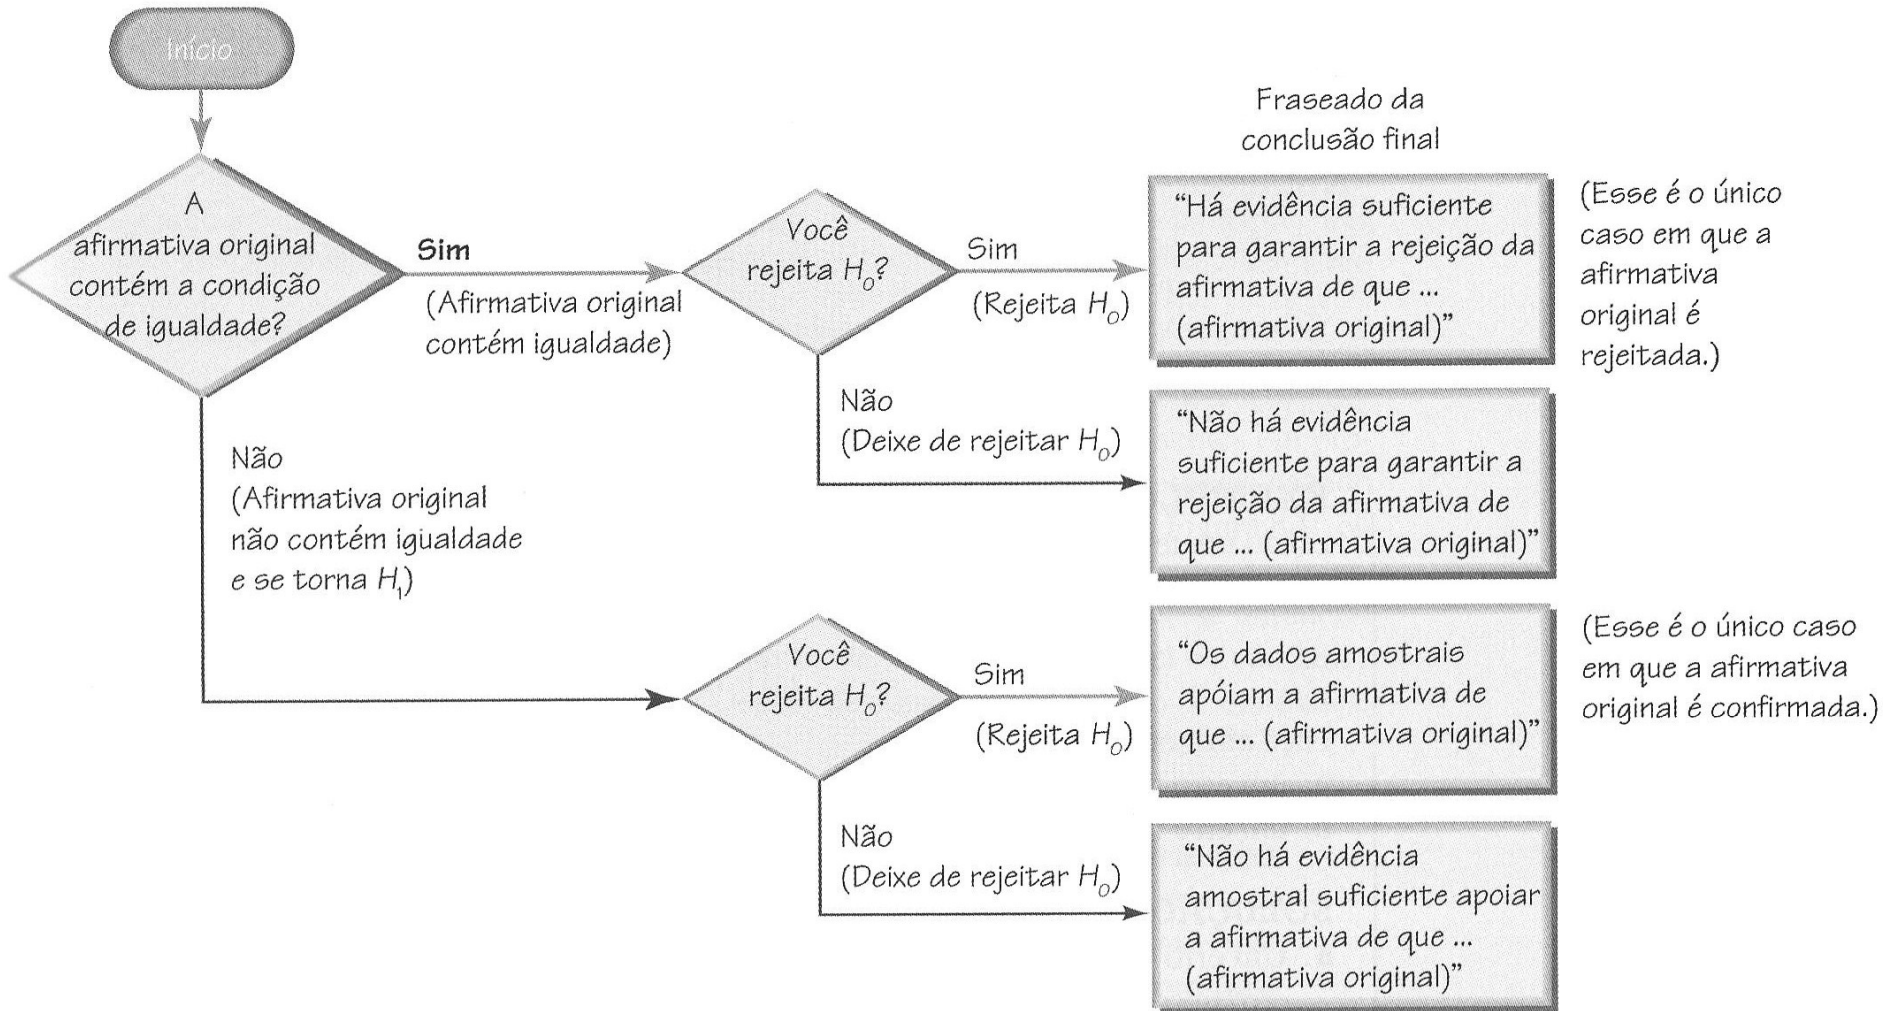 Início
A
afirmativa original
contém a condição
de igualdade?
Sim
(Afirmativa original
contém igualdade)
Você
rejeita H₀?
Sim
(Rejeita H₀)
Fraseado da
conclusão final
“Há evidência suficiente
para garantir a rejeição da
afirmativa de que ...
(afirmativa original)”
(Esse é o único
caso em que a
afirmativa
original é
rejeitada.)
Não
(Deixe de rejeitar H₀)
“Não há evidência
suficiente para garantir a
rejeição da afirmativa de
que ... (afirmativa original)”
Não
(Afirmativa original
não contém igualdade
e se torna H₁)
Você
rejeita H₀?
Sim
(Rejeita H₀)
“Os dados amostrais
apóiam a afirmativa de
que ... (afirmativa original)”
(Esse é o único caso
em que a afirmativa
original é confirmada.)
Não
(Deixe de rejeitar H₀)
“Não há evidência
amostral suficiente apoiar
a afirmativa de que ...
(afirmativa original)”